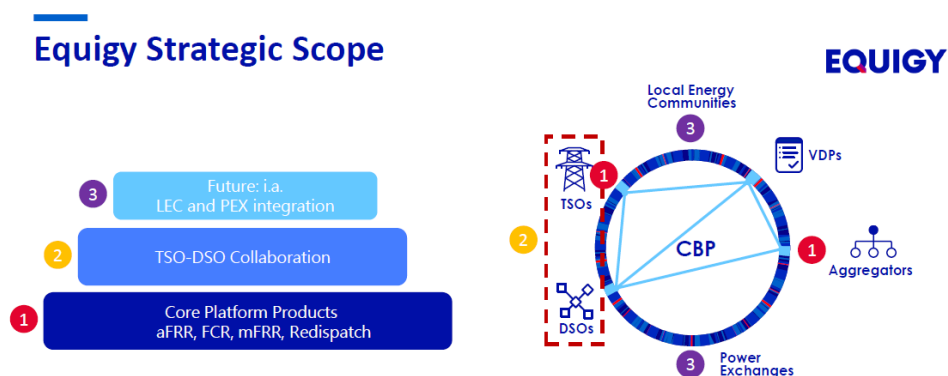 Equigy Strategic Scope
EQUIGY
3
Future: i.a.
LEC and PEX integration
2
TSO-DSO Collaboration
1
Core Platform Products
aFRR, FCR, mFRR, Redispatch
Local Energy
Communities
3
VDPs
1
TSOs
2
CBP
1
Aggregators
DSOs
3
Power
Exchanges